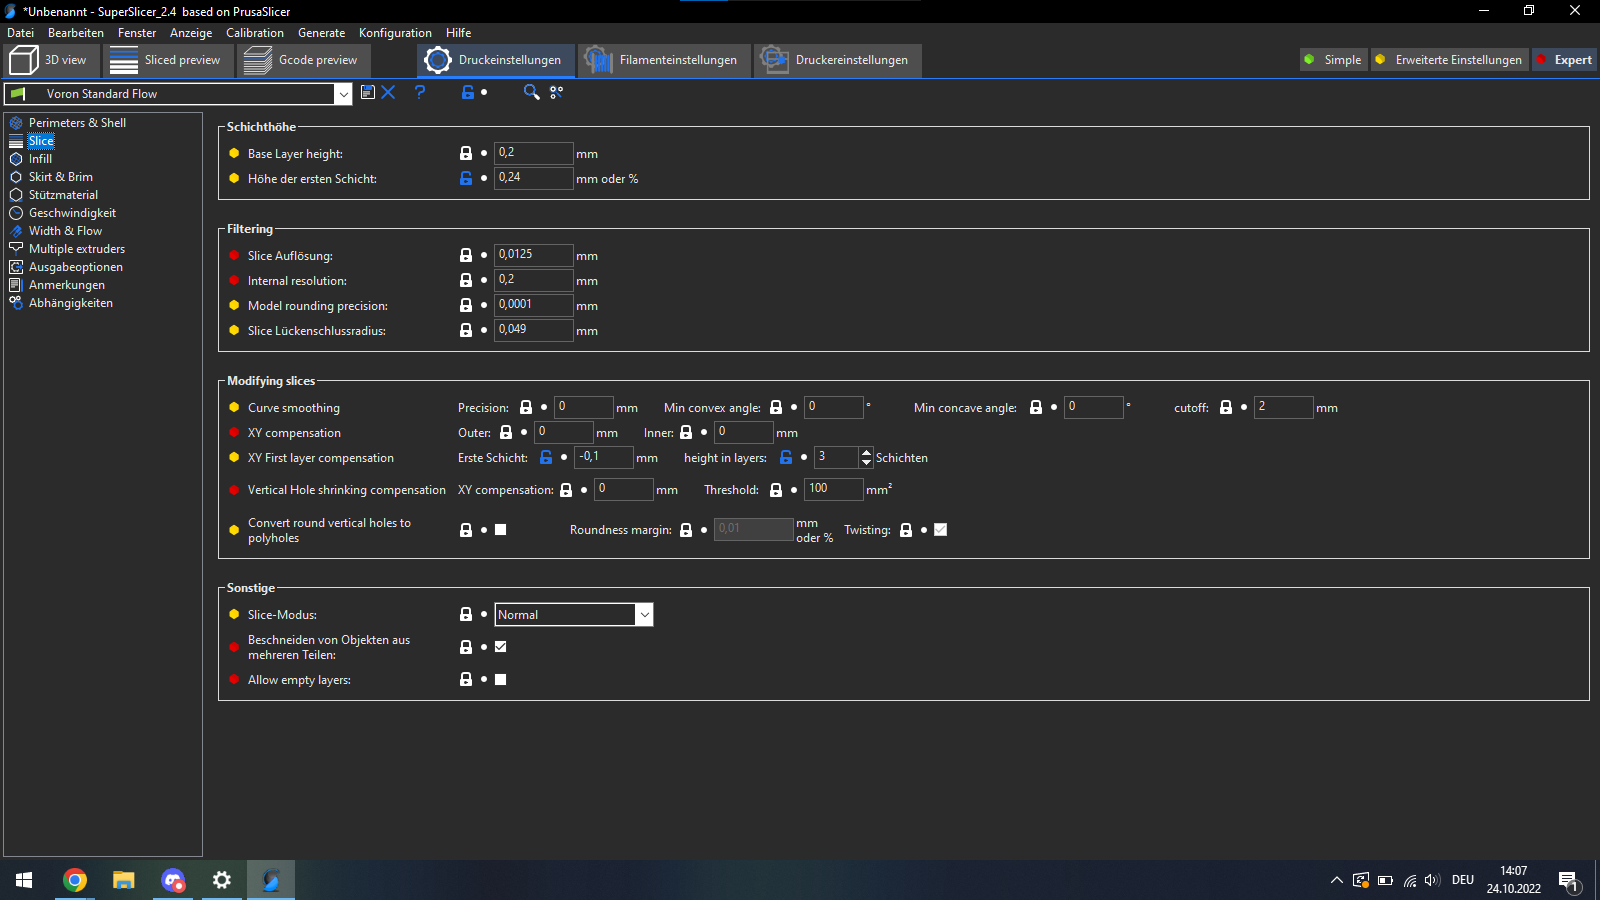 *Unbenannt - SuperSlicer_2.4 based on PrusaSlicer
Datei Bearbeiten Fenster Anzeige Calibration Generate Konfiguration Hilfe
3D view Sliced preview Gcode preview Druckeinstellungen Filamenteinstellungen Druckereinstellungen Simple Erweiterte Einstellungen Expert
Voron Standard Flow ?
Perimeters & Shell
Slice
Infill
Skirt & Brim
Stützmaterial
Geschwindigkeit
Width & Flow
Multiple extruders
Ausgabeoptionen
Anmerkungen
Abhängigkeiten
Schichthöhe
Base Layer height: 0,2 mm
Höhe der ersten Schicht: 0,24 mm oder %
Filtering
Slice Auflösung: 0,0125 mm
Internal resolution: 0,2 mm
Model rounding precision: 0,0001 mm
Slice Lückenschlussradius: 0,049 mm
Modifying slices
Curve smoothing Precision: 0 mm Min convex angle: 0 ° Min concave angle: 0 ° cutoff: 2 mm
XY compensation Outer: 0 mm Inner: 0 mm
XY First layer compensation Erste Schicht: -0,1 mm height in layers: 3 Schichten
Vertical Hole shrinking compensation XY compensation: 0 mm Threshold: 100 mm²
Convert round vertical holes to
polyholes Roundness margin: 0,01 mm
oder % Twisting:
Sonstige
Slice-Modus: Normal
Beschneiden von Objekten aus
mehreren Teilen:
Allow empty layers:
DEU 14:07
24.10.2022 1